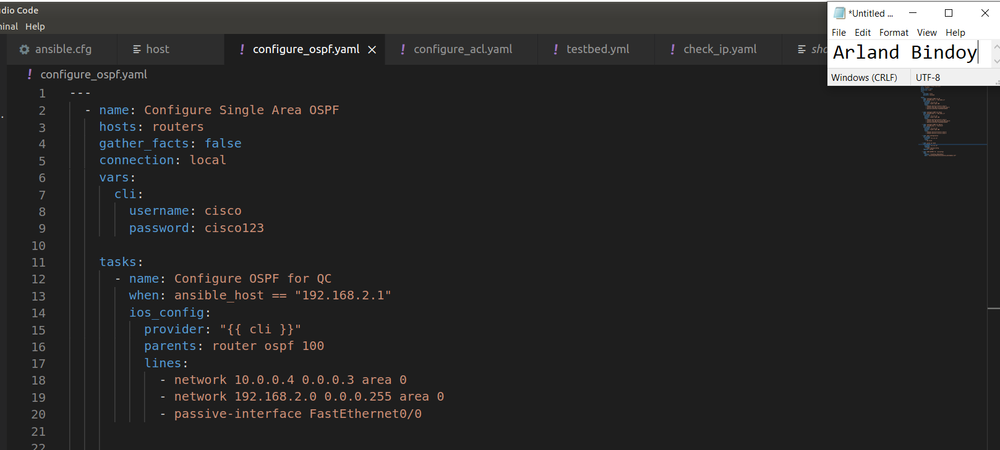 dio Code
inal Help
ansible.cfg
host
! configure_ospf.yaml
! configure_acl.yaml
! testbed.yml
! check_ip.yaml
! configure_ospf.yaml
1 ---
2 - name: Configure Single Area OSPF
3 hosts: routers
4 gather_facts: false
5 connection: local
6 vars:
7 cli:
8 username: cisco
9 password: cisco123
10
11 tasks:
12 - name: Configure OSPF for QC
13 when: ansible_host == "192.168.2.1"
14 ios_config:
15 provider: "{{ cli }}"
16 parents: router ospf 100
17 lines:
18 - network 10.0.0.4 0.0.0.3 area 0
19 - network 192.168.2.0 0.0.0.255 area 0
20 - passive-interface FastEthernet0/0
21
22
*Untitled ...
File Edit Format View Help
Arland Bindoy
Windows (CRLF) UTF-8